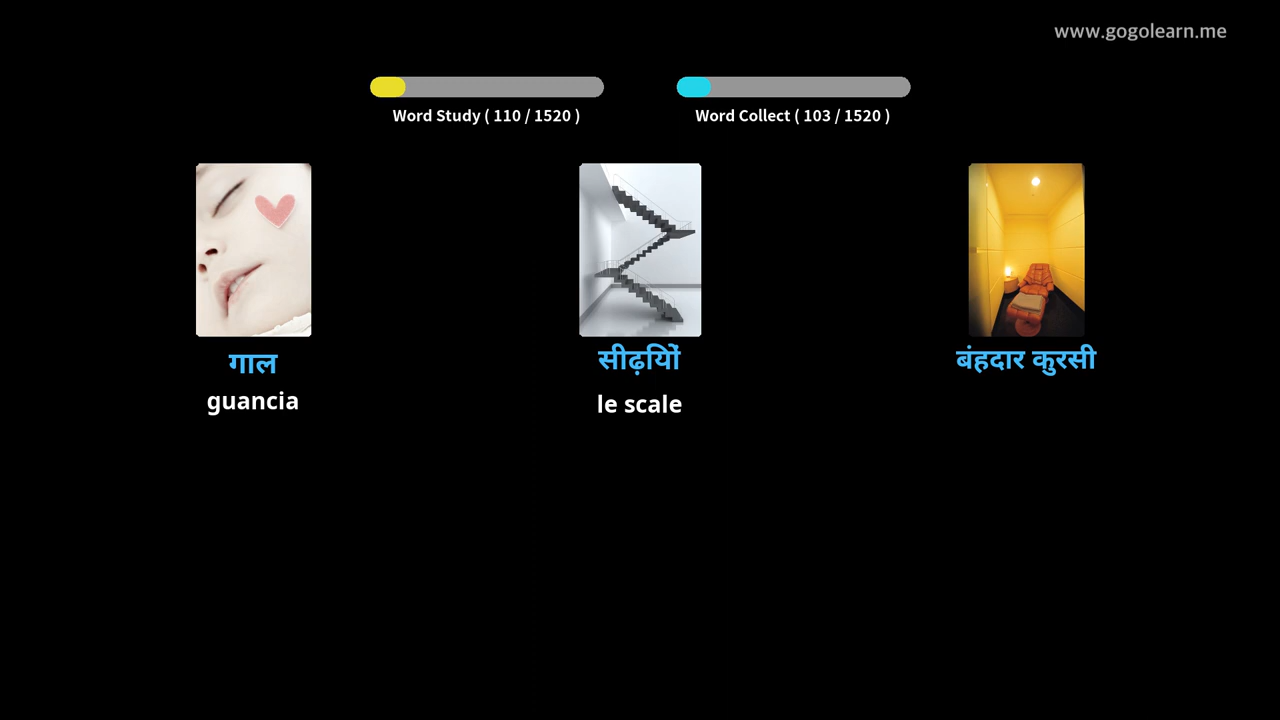 www.gogolearn.me
Word Study ( 110 / 1520 )
Word Collect ( 103 / 1520 )
गाल
सीढ़ियों
बंहदार कुरसी
guancia
le scale